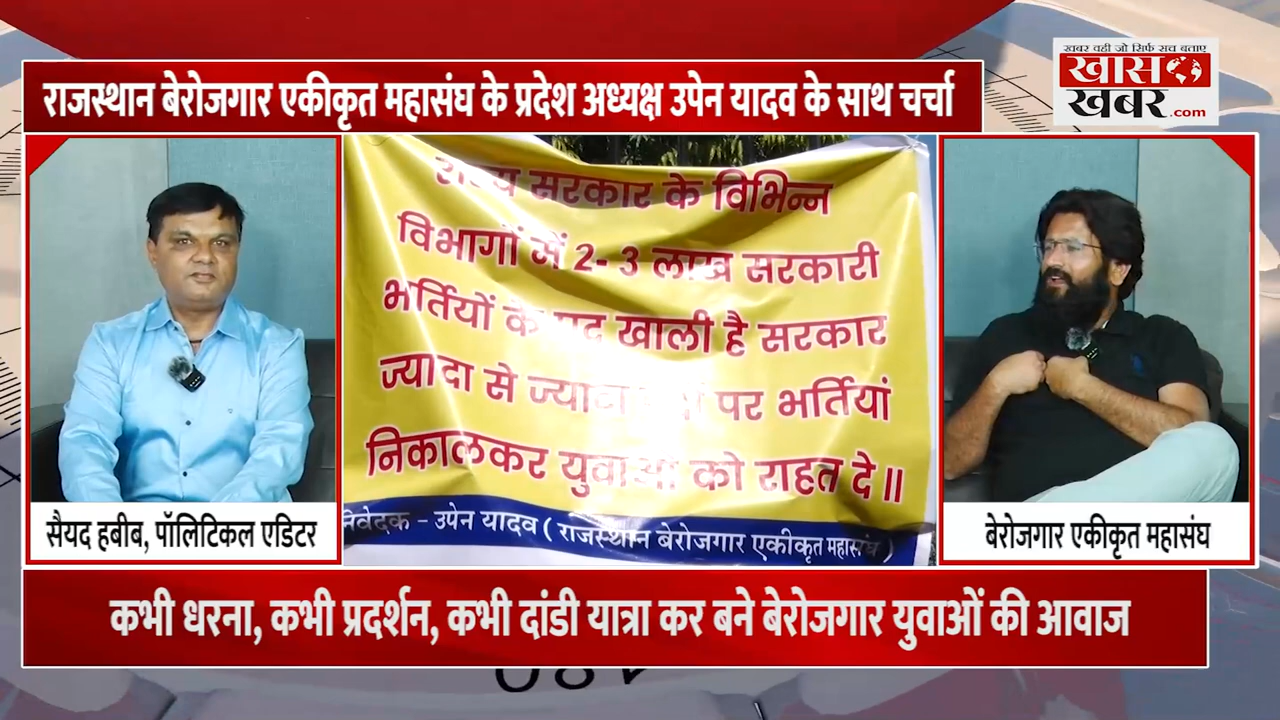 खबर वही जो सिर्फ सच बताए
खास
खबर.com
राजस्थान बेरोजगार एकीकृत महासंघ के प्रदेश अध्यक्ष उपेन यादव के साथ चर्चा
राज्य सरकार के विभिन्न
विभागों में 2- 3 लाख सरकारी
भर्तियों के पद खाली है सरकार
ज्यादा से ज्यादा पर भर्तियां
निकालकर युवाओ को राहत दे॥
निवेदक - उपेन यादव ( राजस्थान बेरोजगार एकीकृत महासंघ )
सैयद हबीब, पॉलिटिकल एडिटर
बेरोजगार एकीकृत महासंघ
कभी धरना, कभी प्रदर्शन, कभी दांडी यात्रा कर बने बेरोजगार युवाओं की आवाज